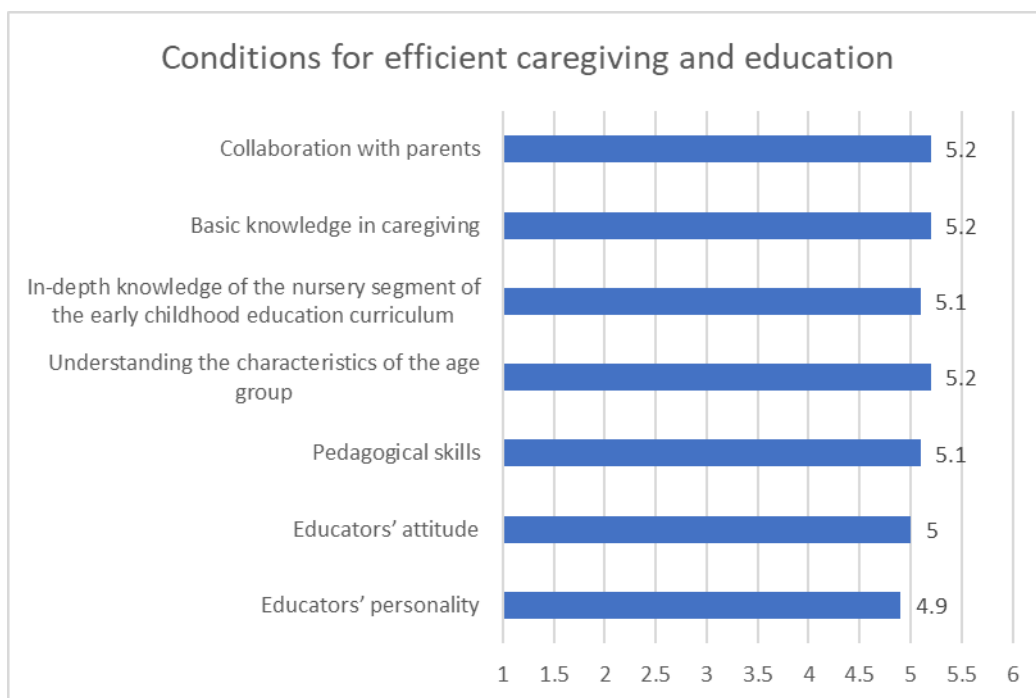 Conditions for efficient caregiving and education
Collaboration with parents
5.2
Basic knowledge in caregiving
5.2
In-depth knowledge of the nursery segment of
the early childhood education curriculum
5.1
Understanding the characteristics of the age
group
5.2
Pedagogical skills
5.1
Educators’ attitude
5
Educators’ personality
4.9
1 1.5 2 2.5 3 3.5 4 4.5 5 5.5 6